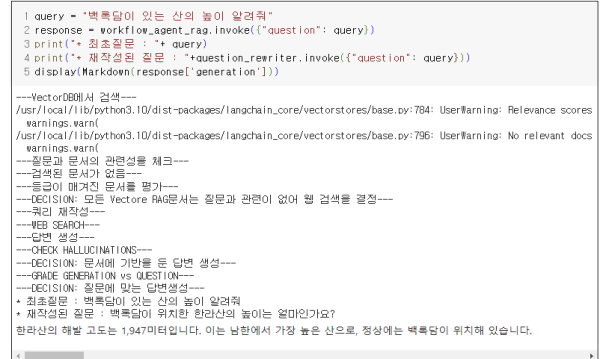 1 query = "백록담이 있는 산의 높이 알려줘"
2 response = workflow_agent_rag.invoke({"question": query})
3 print("* 최초질문 : "+ query)
4 print("* 재작성된 질문 : "+question_rewriter.invoke({"question": query}))
5 display(Markdown(response['generation']))
---VectorDB에서 검색---
/usr/local/lib/python3.10/dist-packages/langchain_core/vectorstores/base.py:784: UserWarning: Relevance scores
warnings.warn(
/usr/local/lib/python3.10/dist-packages/langchain_core/vectorstores/base.py:796: UserWarning: No relevant docs
warnings.warn(
---질문과 문서의 관련성을 체크---
---검색된 문서가 없음---
---등급이 매겨진 문서를 평가---
---DECISION: 모든 Vectore RAG문서는 질문과 관련이 없어 웹 검색을 결정---
---쿼리 재작성---
---WEB SEARCH---
---답변 생성---
---CHECK HALLUCINATIONS---
---DECISION: 문서에 기반을 둔 답변 생성---
---GRADE GENERATION vs QUESTION---
---DECISION: 질문에 맞는 답변생성---
* 최초질문 : 백록담이 있는 산의 높이 알려줘
* 재작성된 질문 : 백록담이 위치한 한라산의 높이는 얼마인가요?
한라산의 해발 고도는 1,947미터입니다. 이는 남한에서 가장 높은 산으로, 정상에는 백록담이 위치해 있습니다.